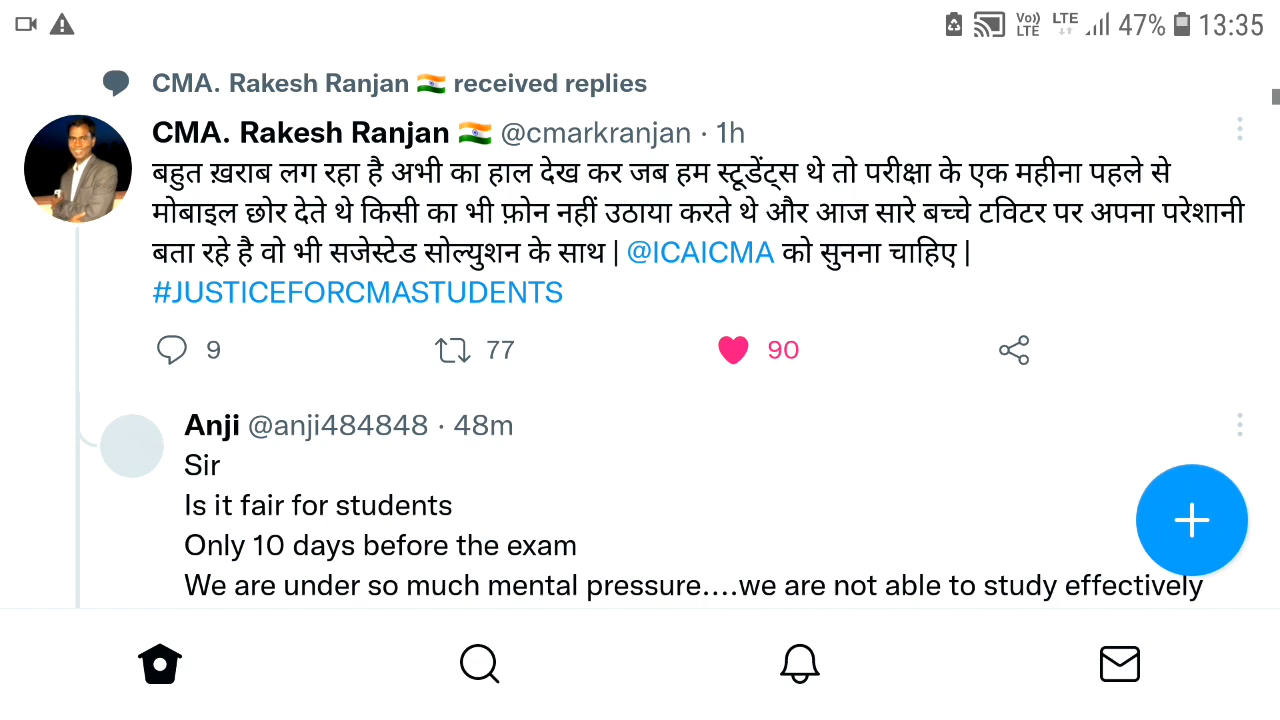 Vo)) LTE LTE 47% 13:35
CMA. Rakesh Ranjan 🇮🇳 received replies
CMA. Rakesh Ranjan 🇮🇳 @cmarkranjan · 1h
बहुत ख़राब लग रहा है अभी का हाल देख कर जब हम स्टूडेंट्स थे तो परीक्षा के एक महीना पहले से
मोबाइल छोर देते थे किसी का भी फ़ोन नहीं उठाया करते थे और आज सारे बच्चे टविटर पर अपना परेशानी
बता रहे है वो भी सजेस्टेड सोल्युशन के साथ | @ICAICMA को सुनना चाहिए |
#JUSTICEFORCMASTUDENTS
9 77 90
Anji @anji484848 · 48m
Sir
Is it fair for students
Only 10 days before the exam
We are under so much mental pressure....we are not able to study effectively